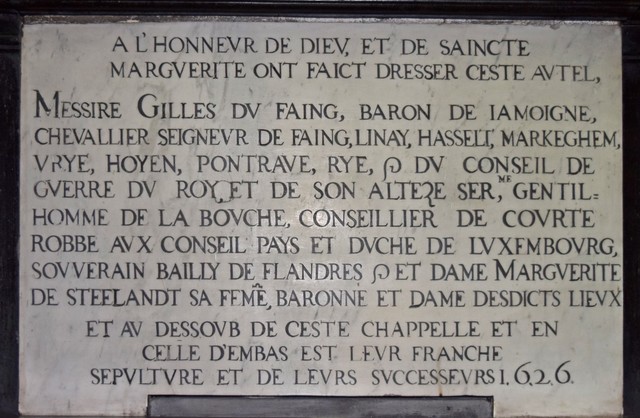 A L'HONNEVR DE DIEV, ET DE SAINCTE
MARGVERITE ONT FAICT DRESSER CESTE AVTEL,
MESSIRE GILLES DV FAING, BARON DE IAMOIGNE,
CHEVALLIER SEIGNEVR DE FAING, LINAY, HASSELT, MARKEGHEM,
VRYE, HOYEN, PONTRAVE, RYE, DV CONSEIL DE
GVERRE DV ROY, ET DE SON ALTEZE SER,ME GENTIL=
HOMME DE LA BOVCHE, CONSEILLIER DE COVRTE
ROBBE AVX CONSEIL PAYS ET DVCHE DE LVXEMBOVRG,
SOVVERAIN BAILLY DE FLANDRES ET DAME MARGVERITE
DE STEELANDT SA FEME, BARONNE ET DAME DESDICTS LIEVX
ET AV DESSOVB DE CESTE CHAPPELLE ET EN
CELLE D'EMBAS EST LEVR FRANCHE
SEPVLTVRE ET DE LEVRS SVCCESSEVRS 1.6.2.6.